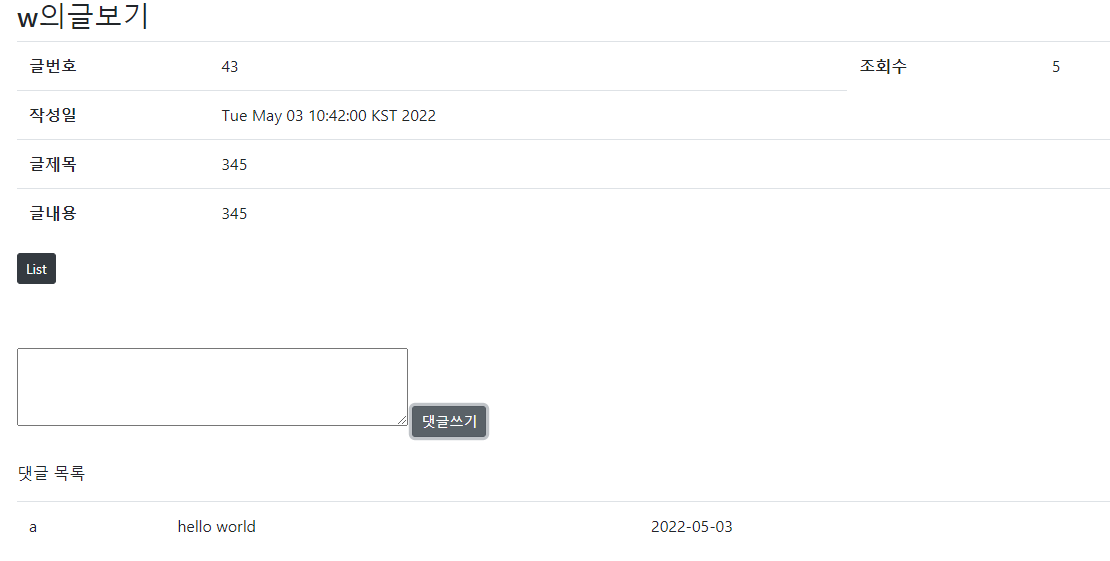 w의글보기
글번호 43 조회수 5
작성일 Tue May 03 10:42:00 KST 2022
글제목 345
글내용 345
List
댓글쓰기
댓글 목록
a hello world 2022-05-03